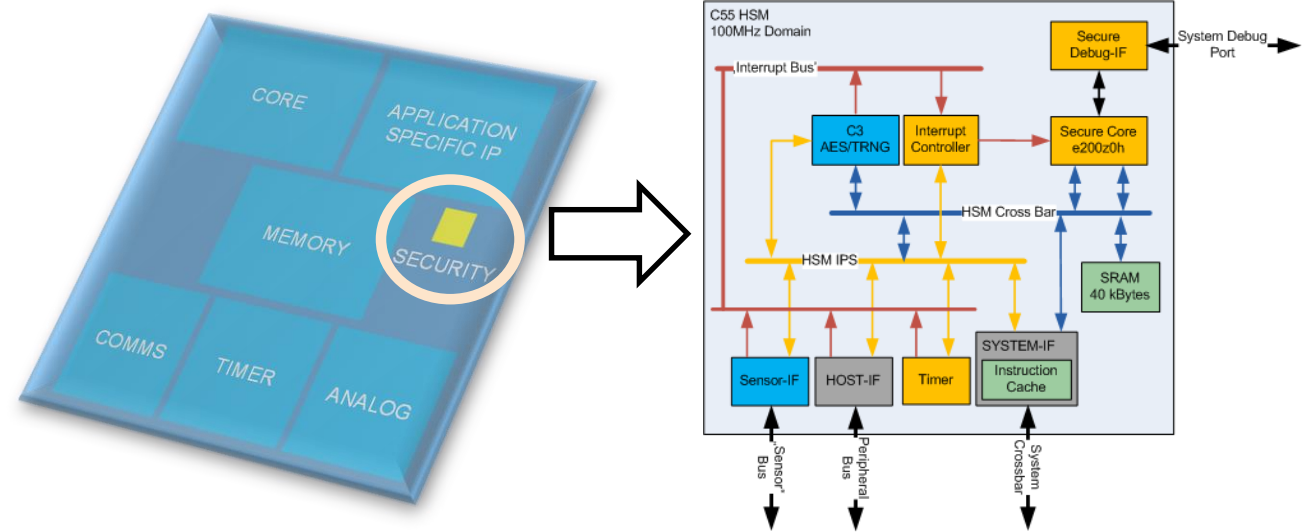 CORE
APPLICATION
SPECIFIC IP
MEMORY
SECURITY
COMMS
TIMER
ANALOG
C55 HSM
100MHz Domain
Secure
Debug-IF
System Debug
Port
‚Interrupt Bus'
C3
AES/TRNG
Interrupt
Controller
Secure Core
e200z0h
HSM Cross Bar
HSM IPS
SRAM
40 kBytes
SYSTEM-IF
Instruction
Cache
Sensor-IF
HOST-IF
Timer
„Sensor“
Bus
Peripheral
Bus
System
Crossbar